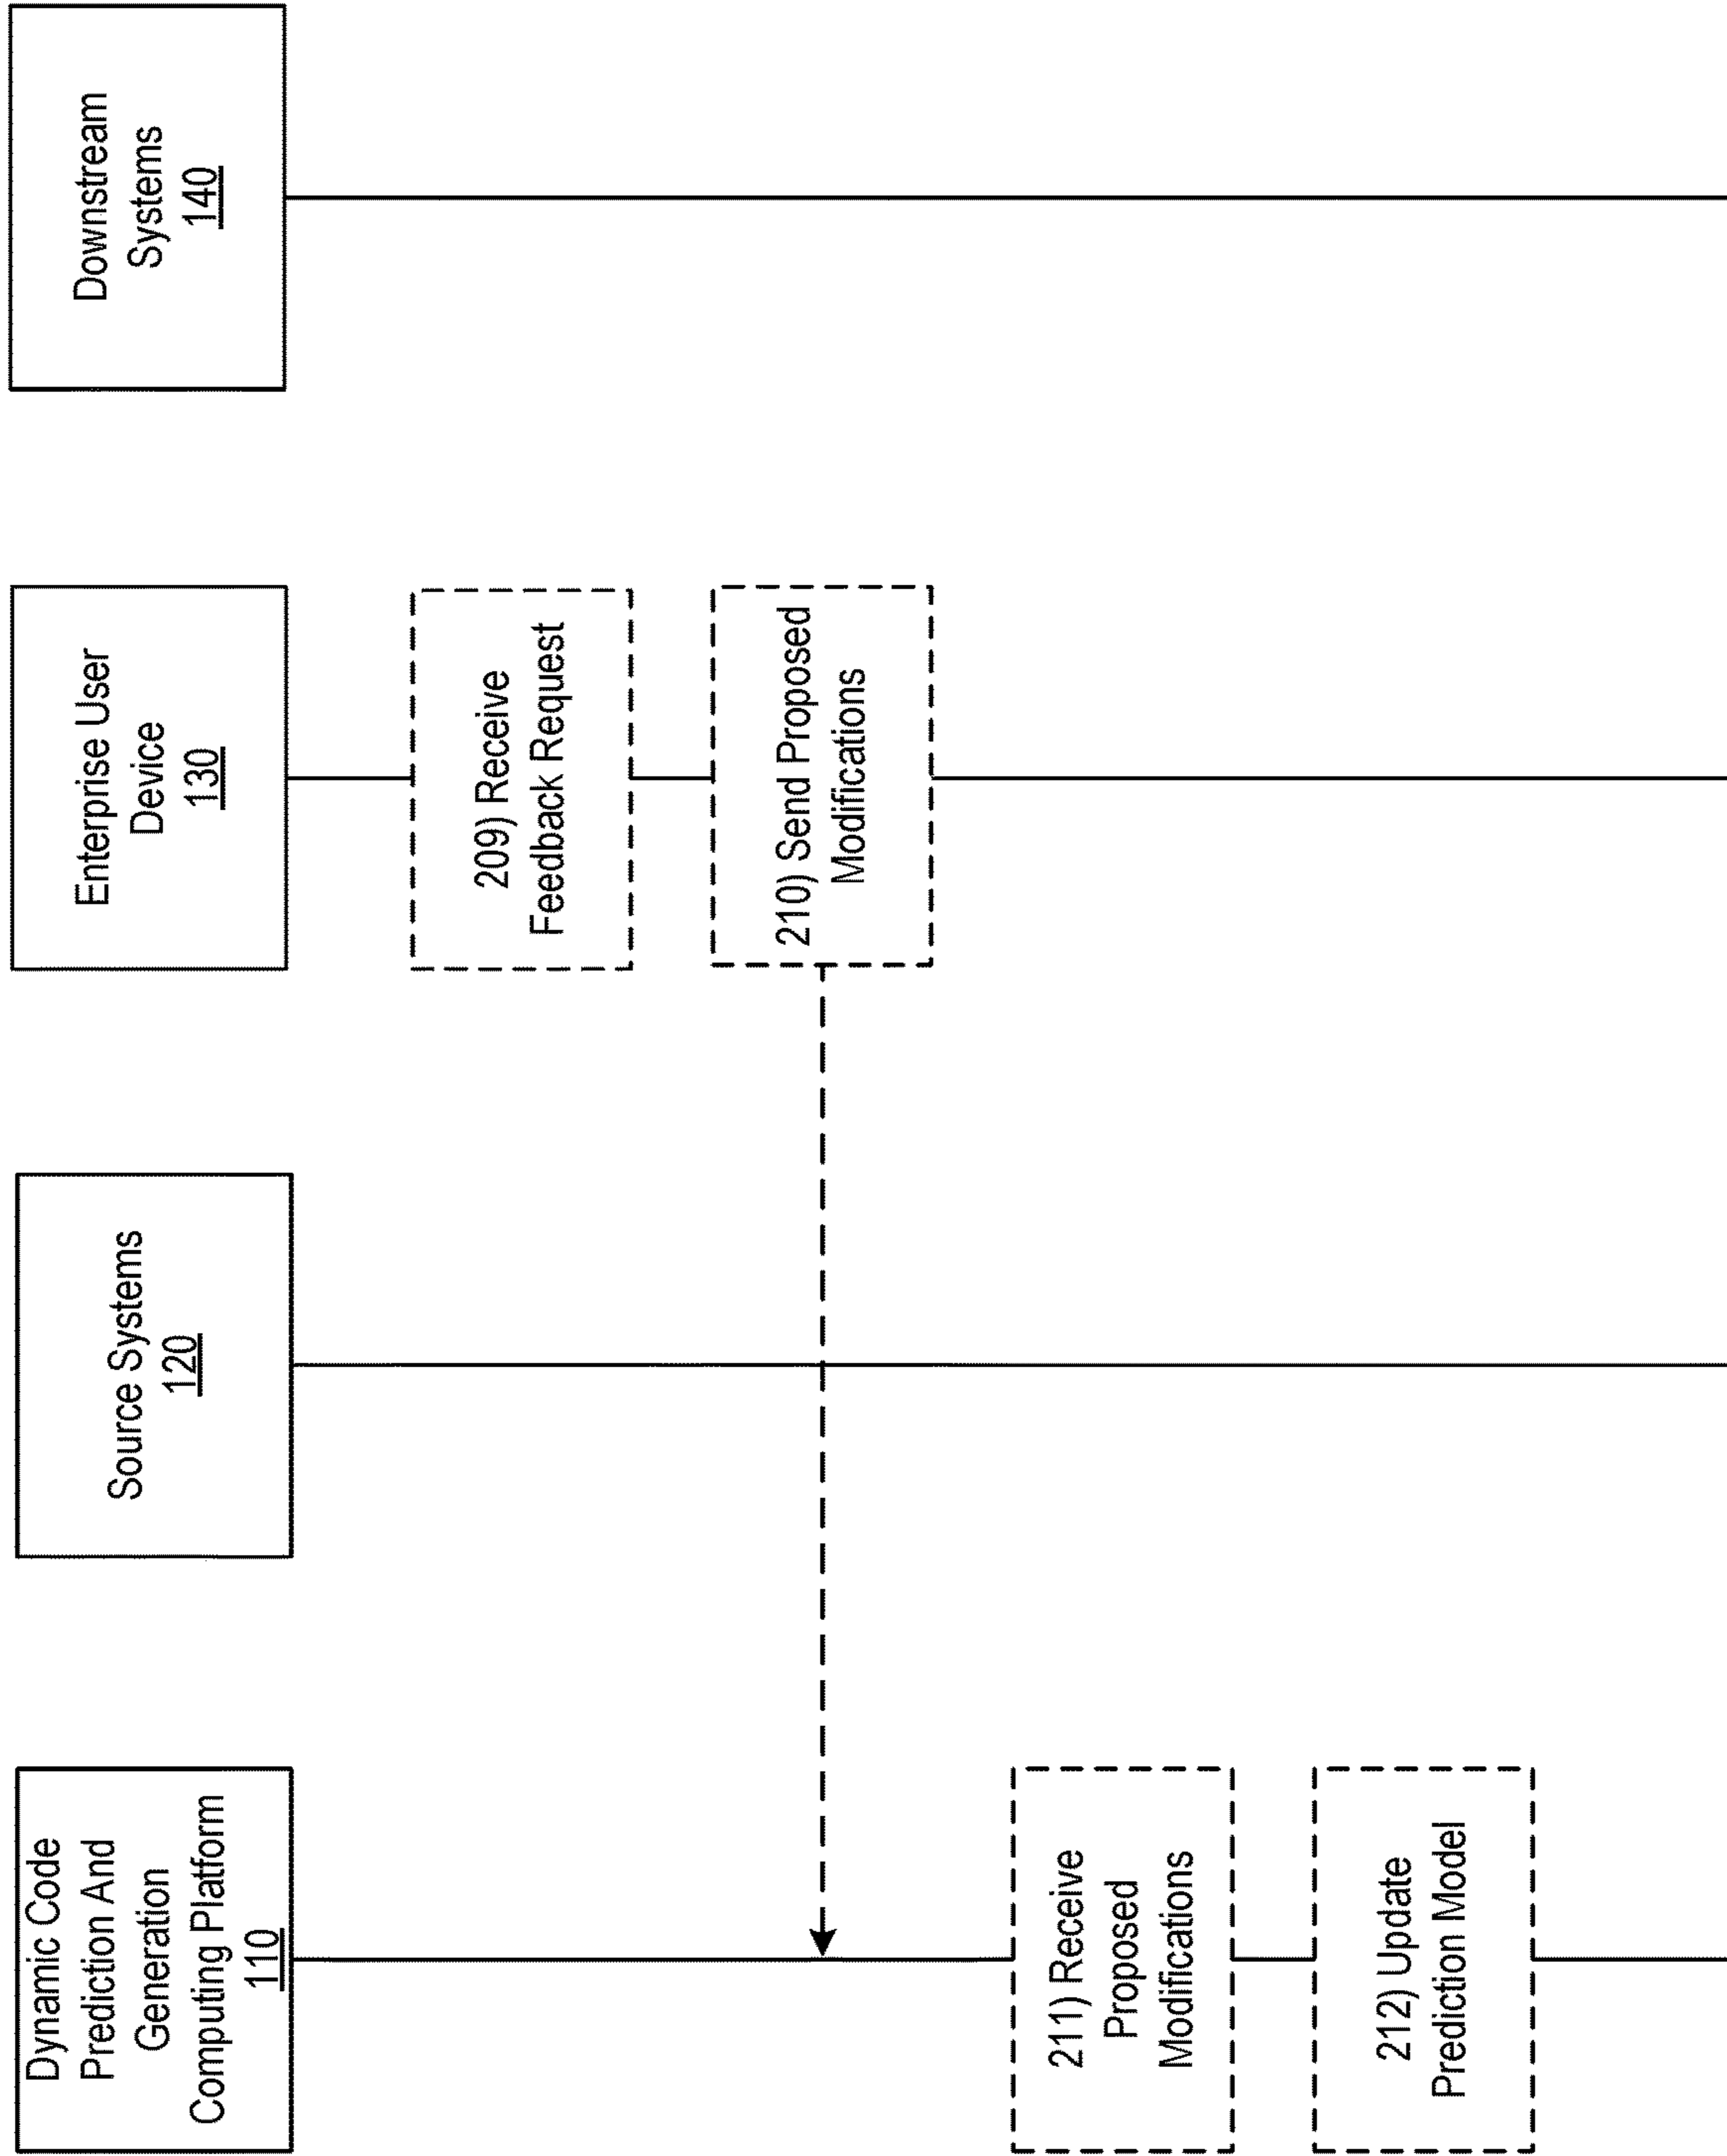 Dynamic Code
Prediction And
Generation
Computing Platform
110
Source Systems
120
Enterprise User
Device
130
Downstream
Systems
140
209) Receive
Feedback Request
210) Send Proposed
Modifications
211) Receive
Proposed
Modifications
212) Update
Prediction Model